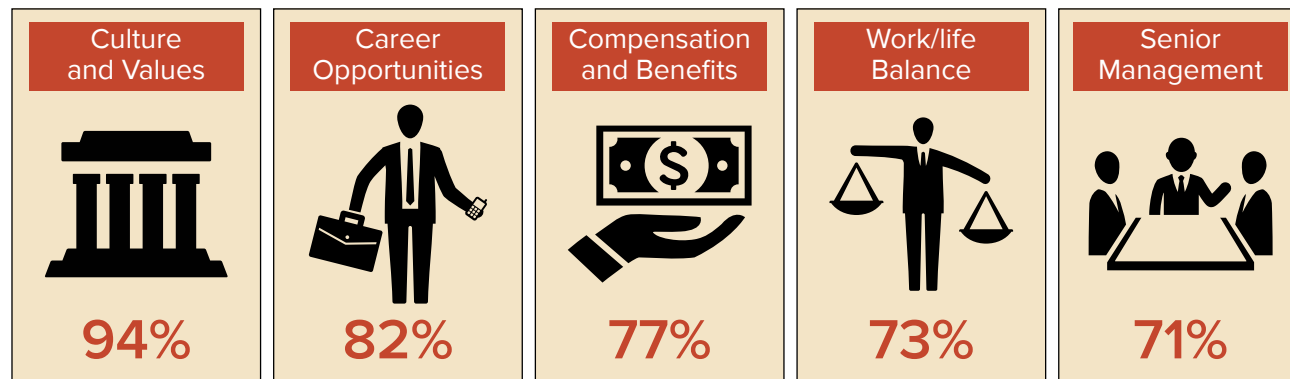 Culture
and Values
94%
Career
Opportunities
82%
Compensation
and Benefits
$
77%
Work/life
Balance
73%
Senior
Management
71%